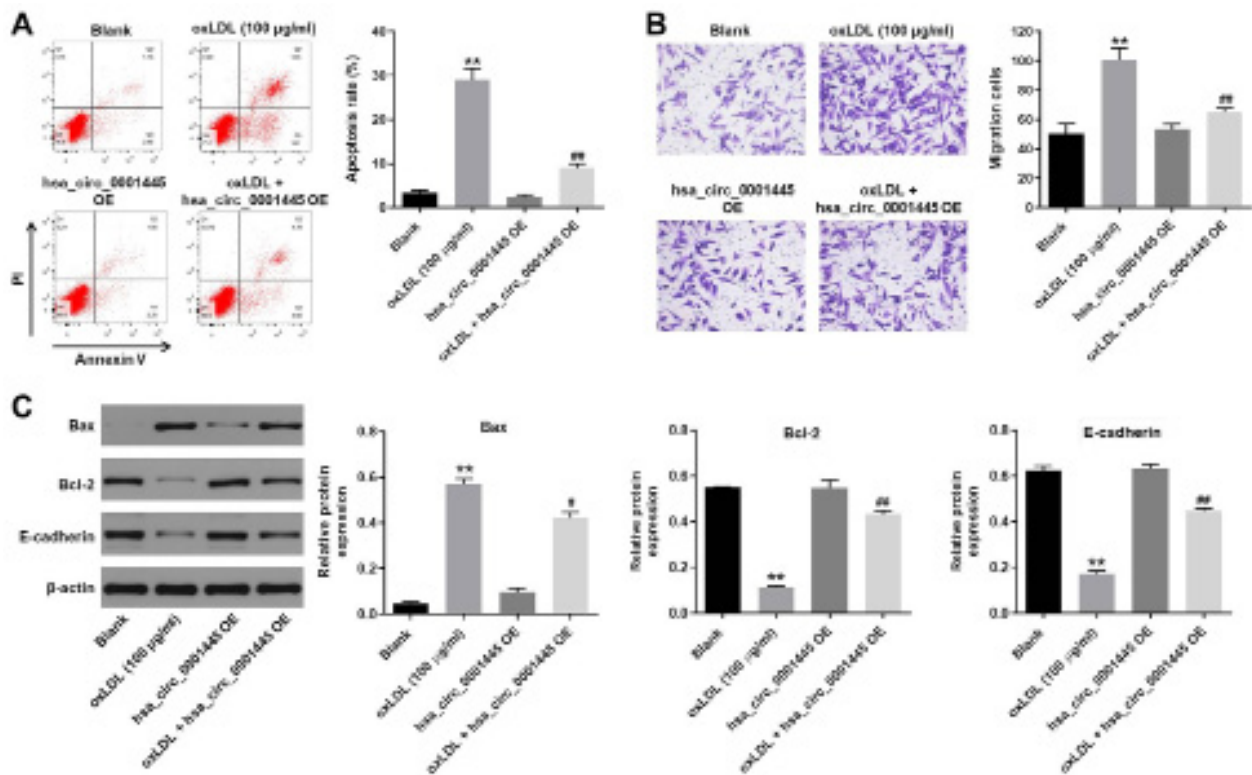 A
Blank
oxLDL (100 µg/ml)
hsa_circ_0001445
OE
oxLDL +
hsa_circ_0001445 OE
PI
Annexin V
Apoptosis rate (%)
40
30
20
10
0
**
##
Blank
oxLDL (100 µg/ml)
hsa_circ_0001445 OE
oxLDL + hsa_circ_0001445 OE
B
Blank
oxLDL (100 µg/ml)
hsa_circ_0001445
OE
oxLDL +
hsa_circ_0001445 OE
Migration cells
120
100
80
60
40
20
0
**
##
Blank
oxLDL (100 µg/ml)
hsa_circ_0001445 OE
oxLDL + hsa_circ_0001445 OE
C
Bax
Bcl-2
E-cadherin
β-actin
Blank
oxLDL (100 µg/ml)
hsa_circ_0001445 OE
oxLDL + hsa_circ_0001445 OE
Bax
Relative protein
expression
0.8
0.6
0.4
0.2
0.0
**
#
Blank
oxLDL (100 µg/ml)
hsa_circ_0001445 OE
oxLDL + hsa_circ_0001445 OE
Bcl-2
Relative protein
expression
0.8
0.6
0.4
0.2
0.0
**
##
Blank
oxLDL (100 µg/ml)
hsa_circ_0001445 OE
oxLDL + hsa_circ_0001445 OE
E-cadherin
Relative protein
expression
0.8
0.6
0.4
0.2
0.0
**
##
Blank
oxLDL (100 µg/ml)
hsa_circ_0001445 OE
oxLDL + hsa_circ_0001445 OE